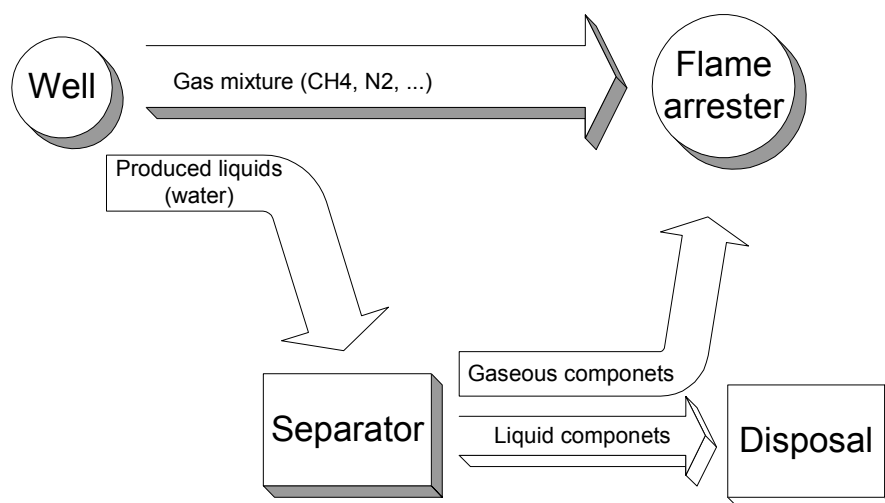 Well
Gas mixture (CH4, N2, ...)
Flame
arrester
Produced liquids
(water)
Gaseous componets
Separator
Liquid componets
Disposal